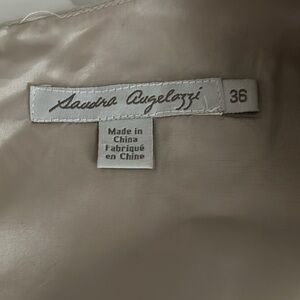 Sandra Angelozzi 36
Made in
China
Fabriqué
en Chine